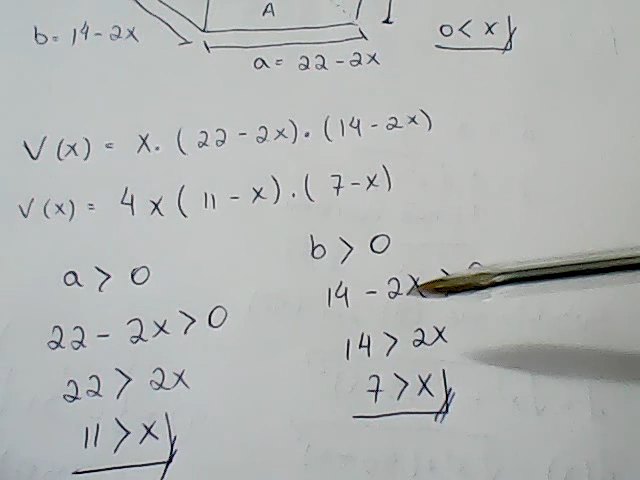 A
b = 14 - 2x
0 < x
a = 22 - 2x
V(x) = x. (22 - 2x). (14 - 2x)
V(x) = 4x (11 - x). (7 - x)
a > 0
22 - 2x > 0
22 > 2x
11 > x
b > 0
14 - 2x >
14 > 2x
7 > x